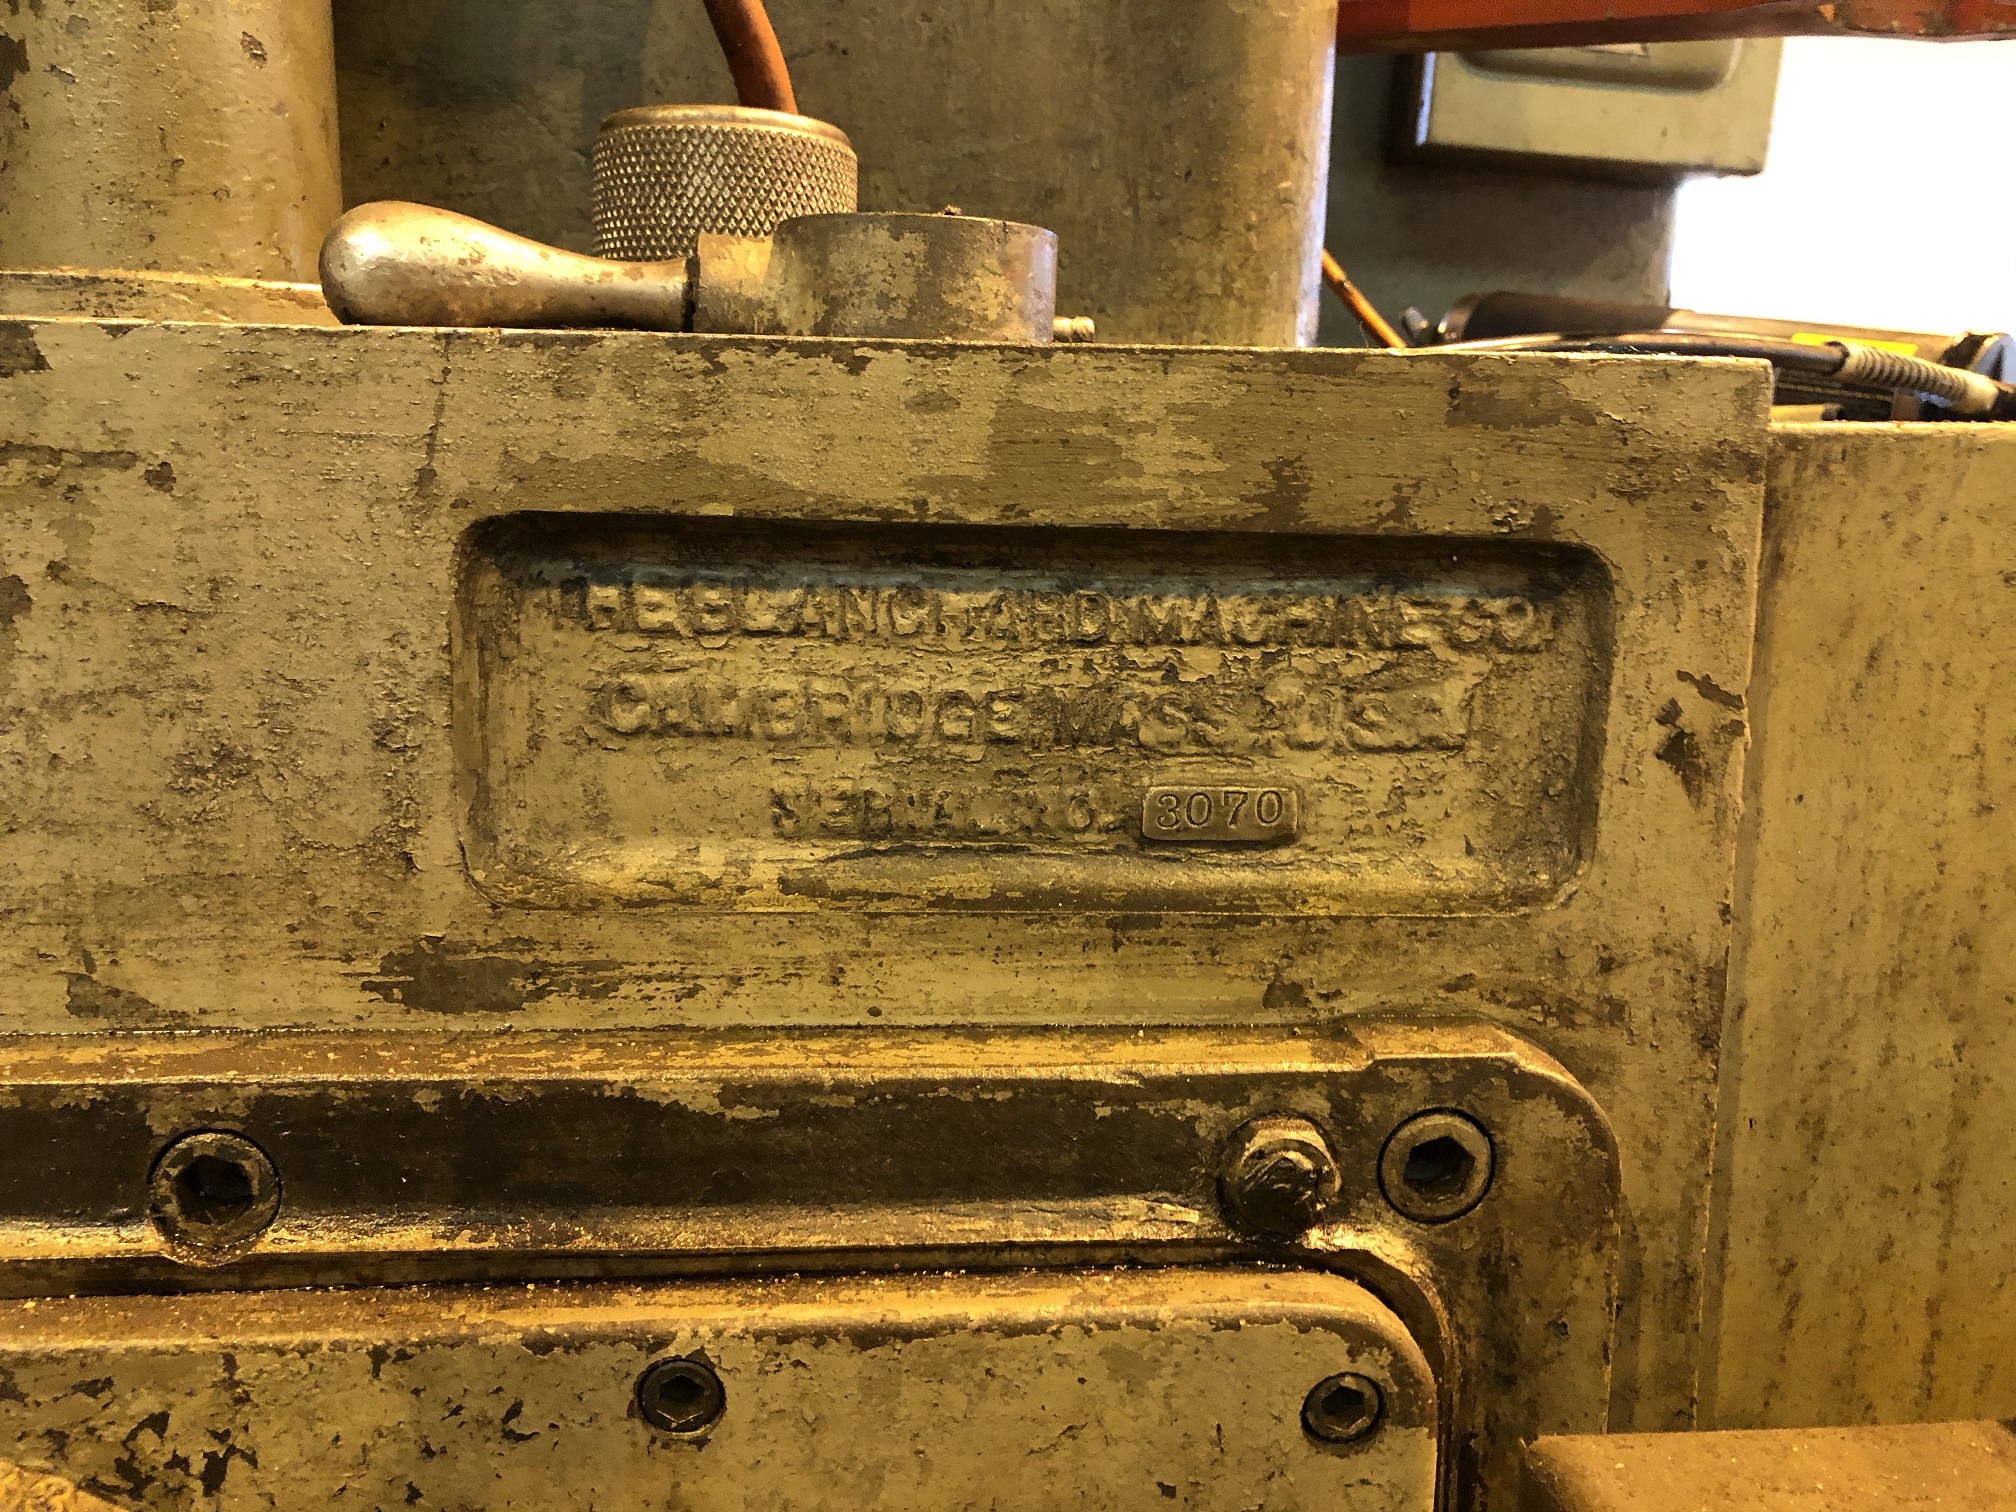 THE BLANCHARD MACHINE CO.
CAMBRIDGE, MASS. U.S.A.
SERIAL NO. 3070